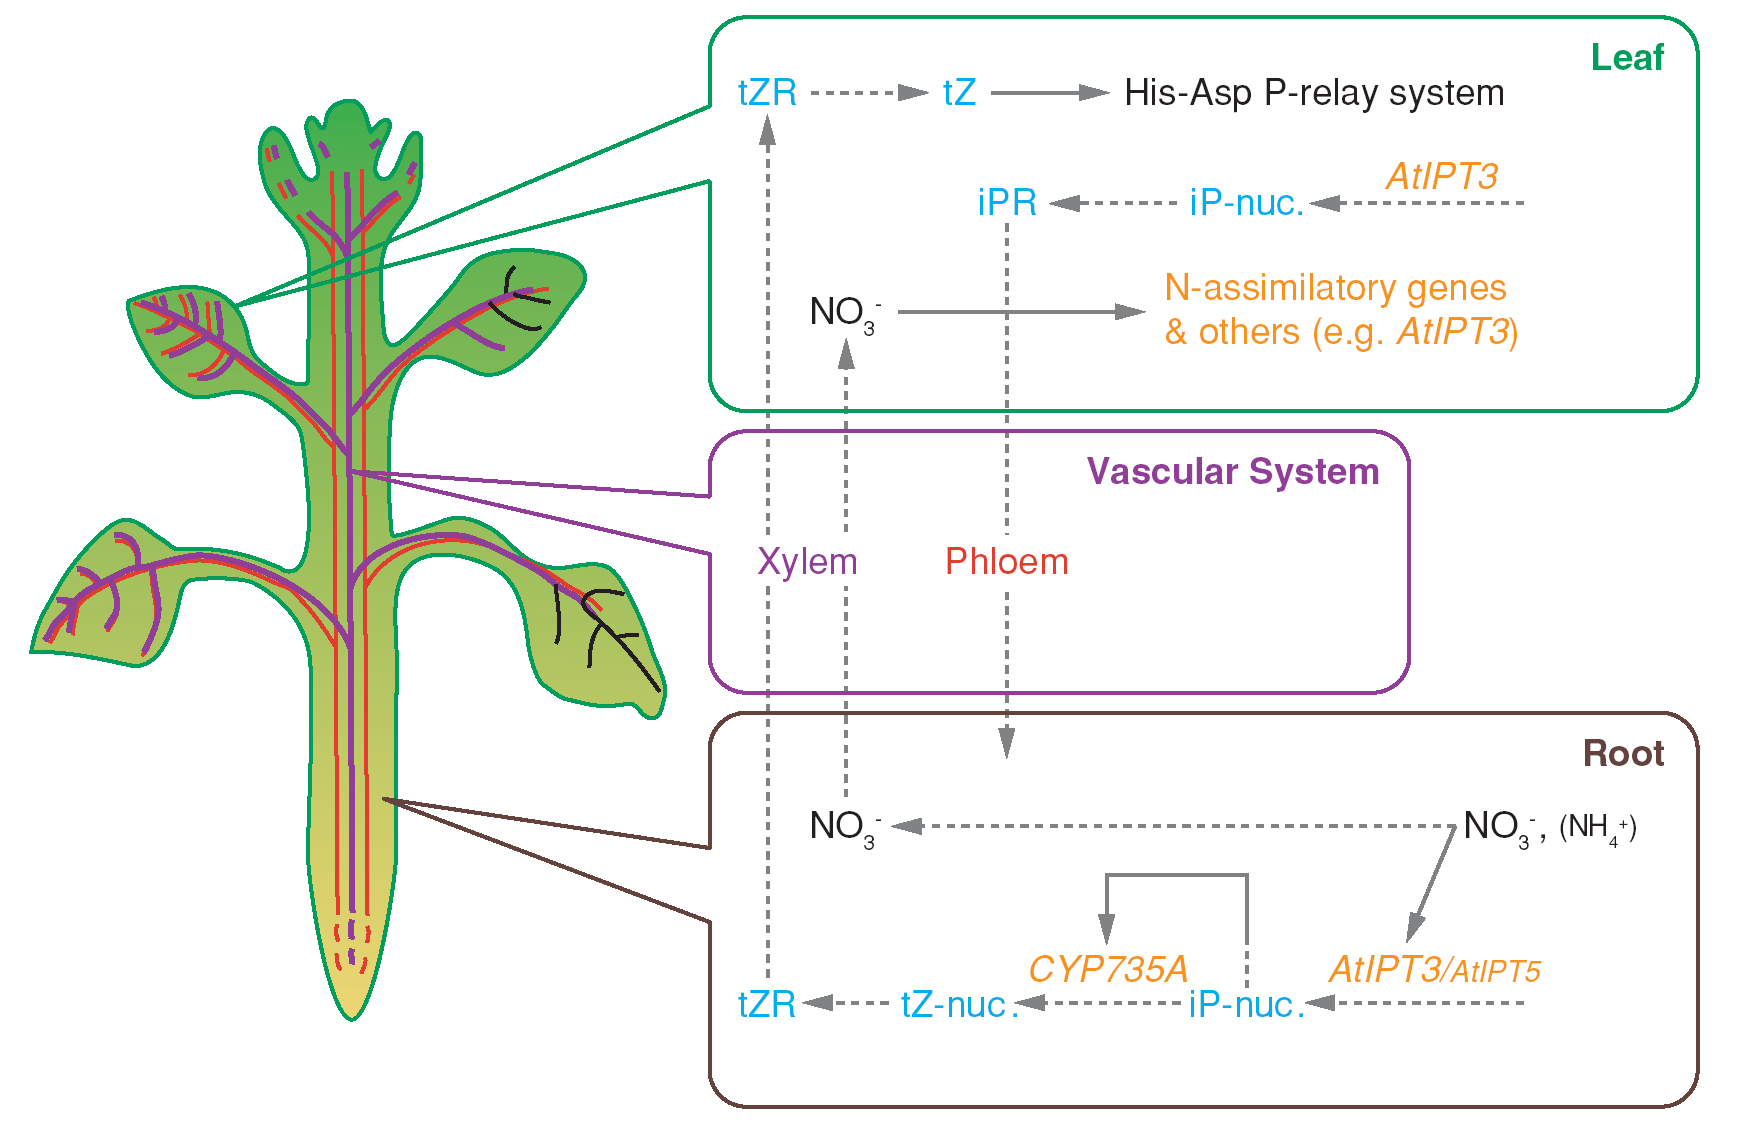 Leaf
tZR tZ His-Asp P-relay system
AtIPT3
iPR iP-nuc.
N-assimilatory genes
NO₃⁻
& others (e.g. AtIPT3)
Vascular System
Xylem Phloem
Root
NO₃⁻ NO₃⁻, (NH₄⁺)
CYP735A AtIPT3/AtIPT5
tZR tZ-nuc. iP-nuc.